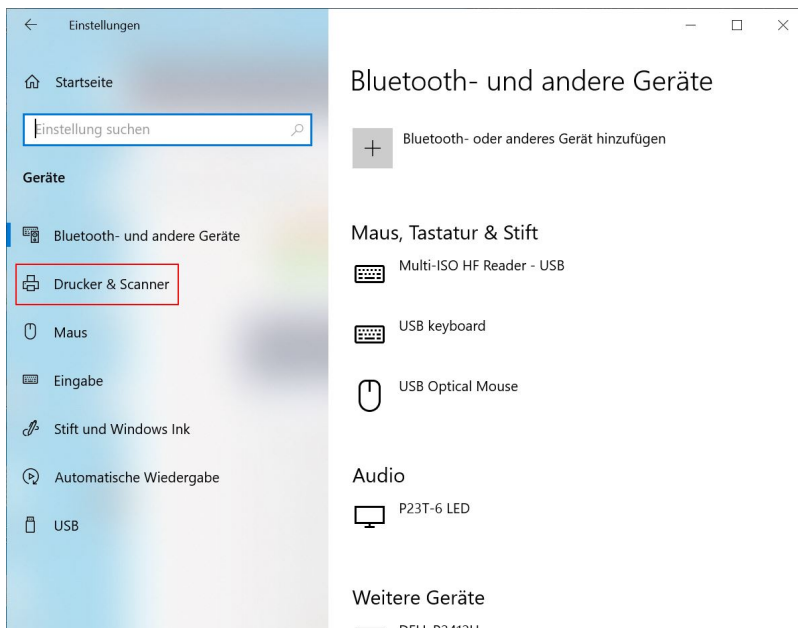 Einstellungen
Startseite
Einstellung suchen
Geräte
Bluetooth- und andere Geräte
Drucker & Scanner
Maus
Eingabe
Stift und Windows Ink
Automatische Wiedergabe
USB
Bluetooth- und andere Geräte
Bluetooth- oder anderes Gerät hinzufügen
Maus, Tastatur & Stift
Multi-ISO HF Reader - USB
USB keyboard
USB Optical Mouse
Audio
P23T-6 LED
Weitere Geräte